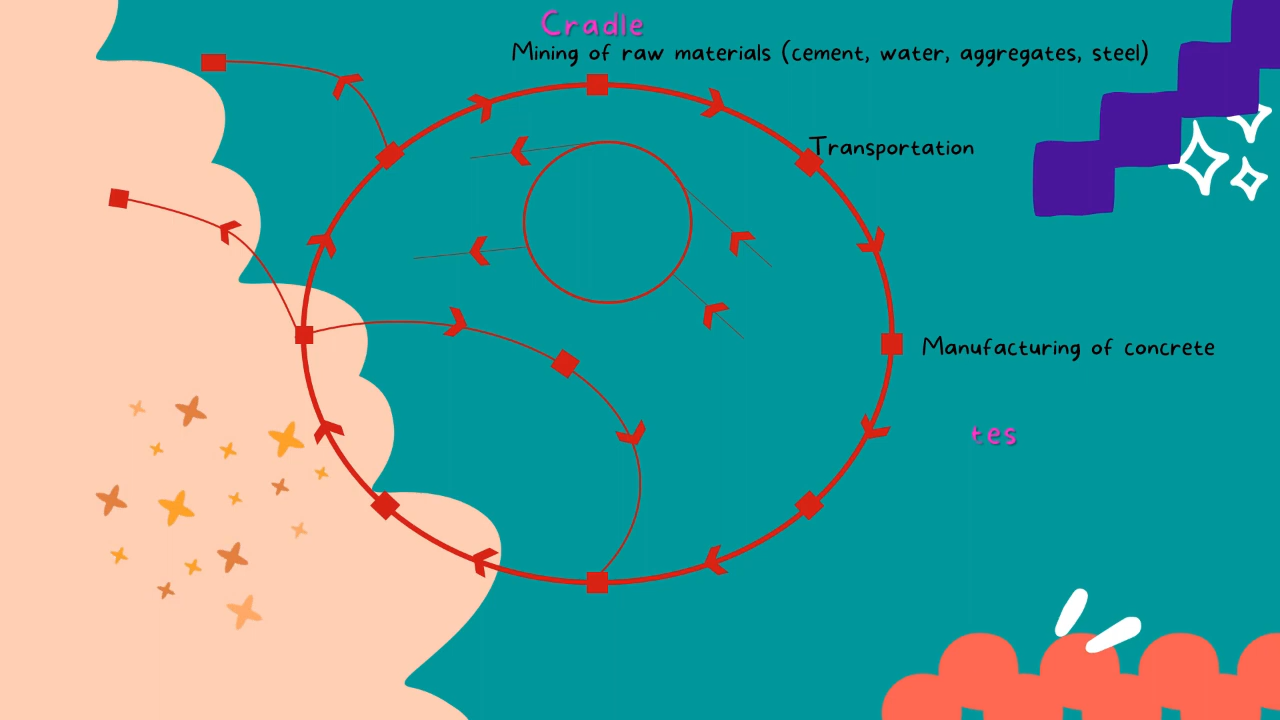 Cradle
Mining of raw materials (cement, water, aggregates, steel)
Transportation
Manufacturing of concrete
tes